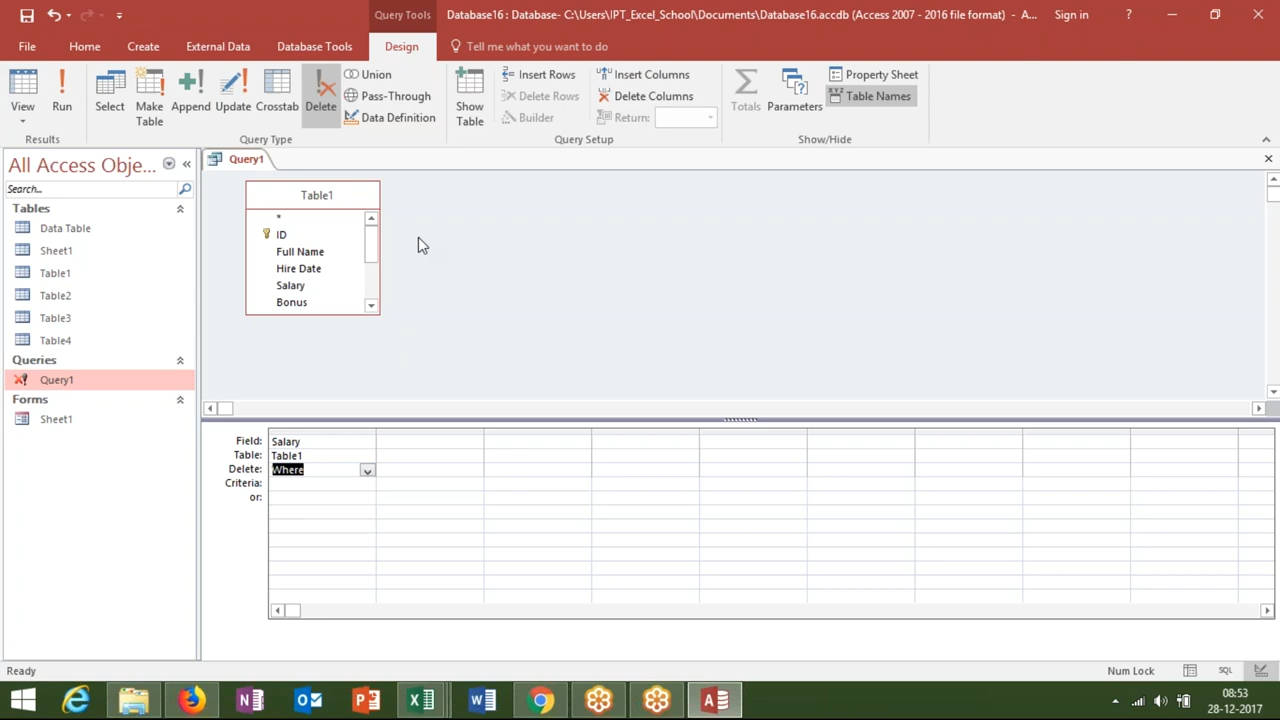 Query Tools
Database16 : Database- C:\Users\IPT_Excel_School\Documents\Database16.accdb (Access 2007 - 2016 file format) - A...
Sign in
?
File
Home
Create
External Data
Database Tools
Design
Tell me what you want to do
View
Run
Select
Make Table
Append
Update
Crosstab
Delete
Union
Pass-Through
Data Definition
Show Table
Insert Rows
Delete Rows
Builder
Insert Columns
Delete Columns
Return:
Totals
Parameters
Property Sheet
XYZ
Table Names
Results
Query Type
Query Setup
Show/Hide
All Access Obje...
Search...
Tables
Data Table
Sheet1
Table1
Table2
Table3
Table4
Queries
Query1
Forms
Sheet1
Query1
Table1
*
ID
Full Name
Hire Date
Salary
Bonus
Field: Salary
Table: Table1
Delete: Where
Criteria:
or:
Ready
Num Lock
SQL
08:53
28-12-2017